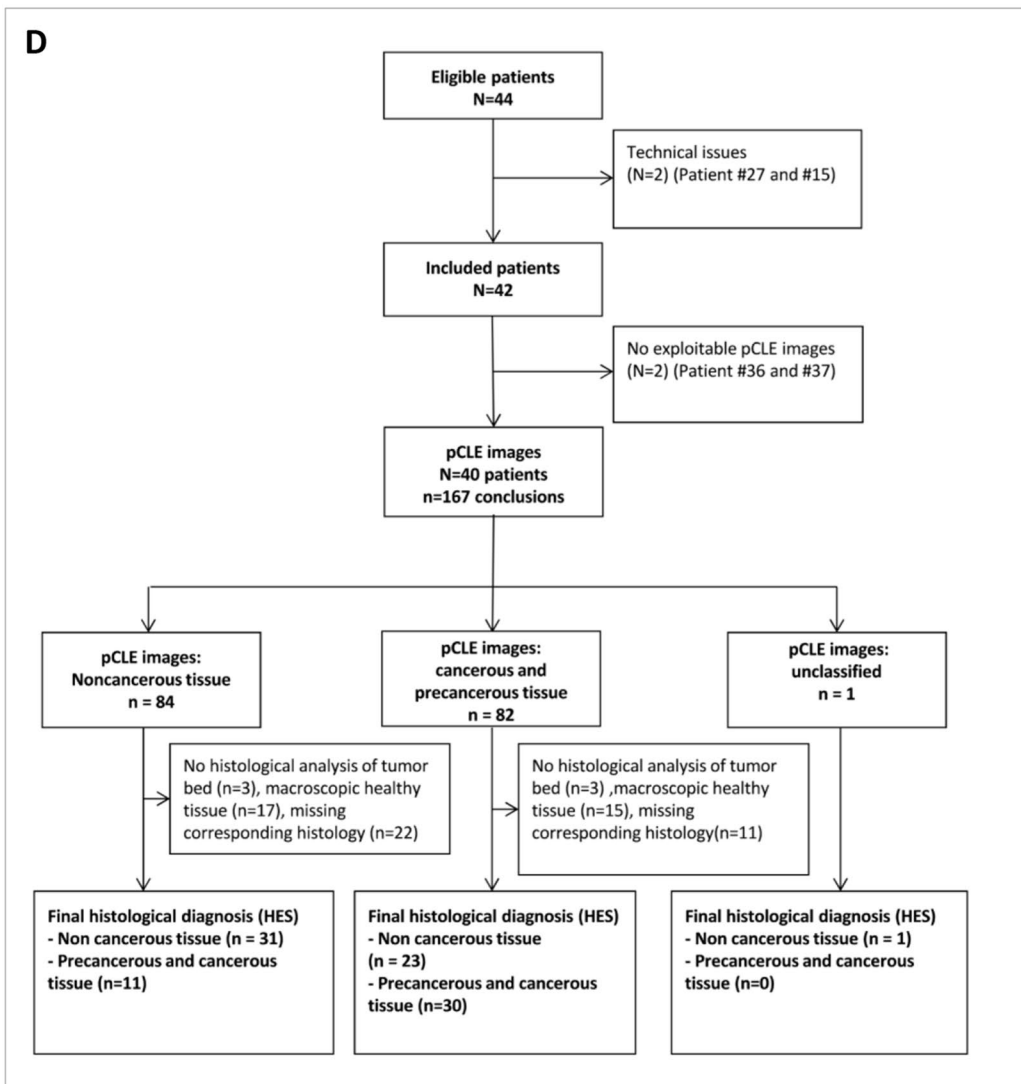 D
Eligible patients
N=44
Technical issues
(N=2) (Patient #27 and #15)
Included patients
N=42
No exploitable pCLE images
(N=2) (Patient #36 and #37)
pCLE images
N=40 patients
n=167 conclusions
pCLE images:
Noncancerous tissue
n = 84
pCLE images:
cancerous and
precancerous tissue
n = 82
pCLE images:
unclassified
n = 1
No histological analysis of tumor
bed (n=3), macroscopic healthy
tissue (n=17), missing
corresponding histology (n=22)
No histological analysis of tumor
bed (n=3) ,macroscopic healthy
tissue (n=15), missing
corresponding histology(n=11)
Final histological diagnosis (HES)
- Non cancerous tissue (n = 31)
- Precancerous and cancerous
tissue (n=11)
Final histological diagnosis (HES)
- Non cancerous tissue
(n = 23)
- Precancerous and cancerous
tissue (n=30)
Final histological diagnosis (HES)
- Non cancerous tissue (n = 1)
- Precancerous and cancerous
tissue (n=0)